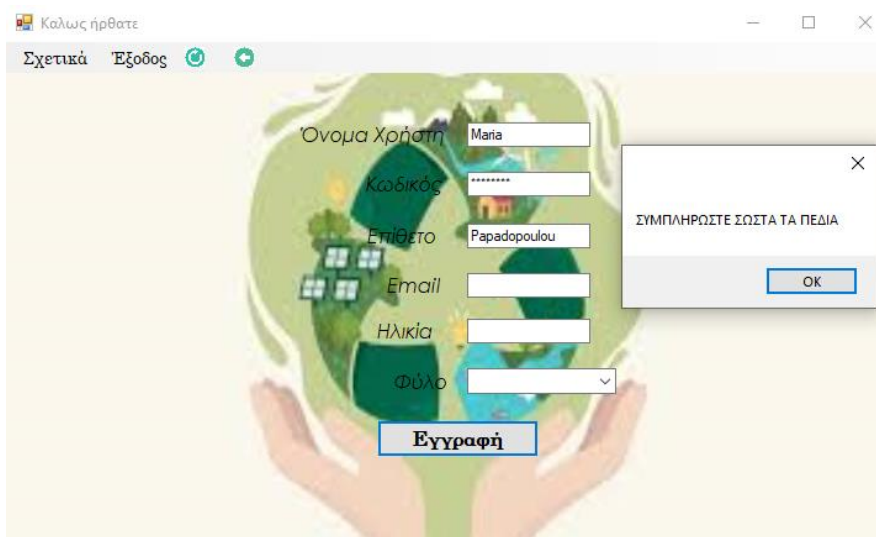 Καλως ήρθατε
Σχετικά Έξοδος
Όνομα Χρήστη Maria
Κωδικός ********
ΣΥΜΠΛΗΡΩΣΤΕ ΣΩΣΤΑ ΤΑ ΠΕΔΙΑ
Επίθετο Papadopoulou
OK
Email
Ηλικία
Φύλο
Εγγραφή